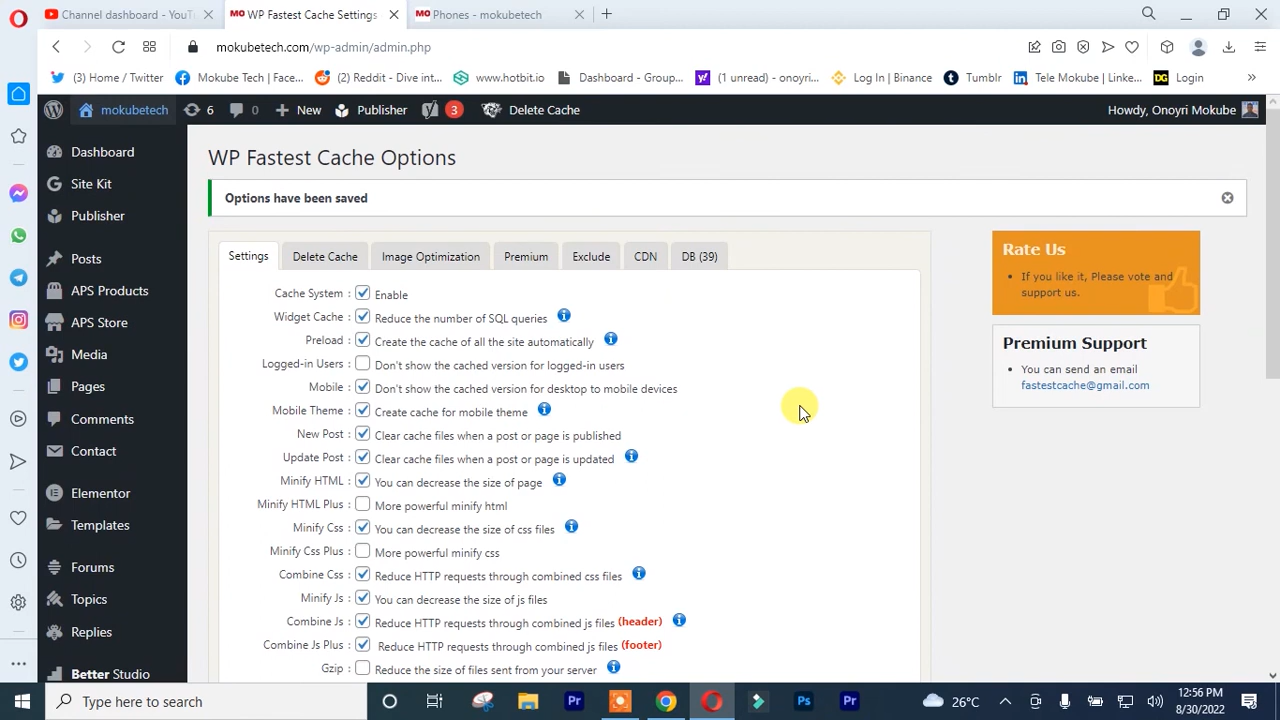 Channel dashboard - YouT
WP Fastest Cache Settings
MO Phones - mokubetech
mokubetech.com/wp-admin/admin.php
(3) Home / Twitter
Mokube Tech | Face...
(2) Reddit - Dive int...
www.hotbit.io
Dashboard - Group...
(1 unread) - onoyri...
Log In | Binance
Tumblr
Tele Mokube | Linke...
DG Login
mokubetech
6
0
New
Publisher
3
Delete Cache
Howdy, Onoyri Mokube
Dashboard
Site Kit
Publisher
Posts
APS Products
APS Store
Media
Pages
Comments
Contact
Elementor
Templates
Forums
Topics
Replies
Better Studio
WP Fastest Cache Options
Options have been saved
Settings
Delete Cache
Image Optimization
Premium
Exclude
CDN
DB (39)
Cache System : Enable
Widget Cache : Reduce the number of SQL queries
Preload : Create the cache of all the site automatically
Logged-in Users : Don't show the cached version for logged-in users
Mobile : Don't show the cached version for desktop to mobile devices
Mobile Theme : Create cache for mobile theme
New Post : Clear cache files when a post or page is published
Update Post : Clear cache files when a post or page is updated
Minify HTML : You can decrease the size of page
Minify HTML Plus : More powerful minify html
Minify Css : You can decrease the size of css files
Minify Css Plus : More powerful minify css
Combine Css : Reduce HTTP requests through combined css files
Minify Js : You can decrease the size of js files
Combine Js : Reduce HTTP requests through combined js files (header)
Combine Js Plus : Reduce HTTP requests through combined js files (footer)
Gzip : Reduce the size of files sent from your server
Rate Us
If you like it, Please vote and
support us.
Premium Support
You can send an email
fastestcache@gmail.com
Type here to search
Pr
Ps
Pr
26°C
12:56 PM
8/30/2022